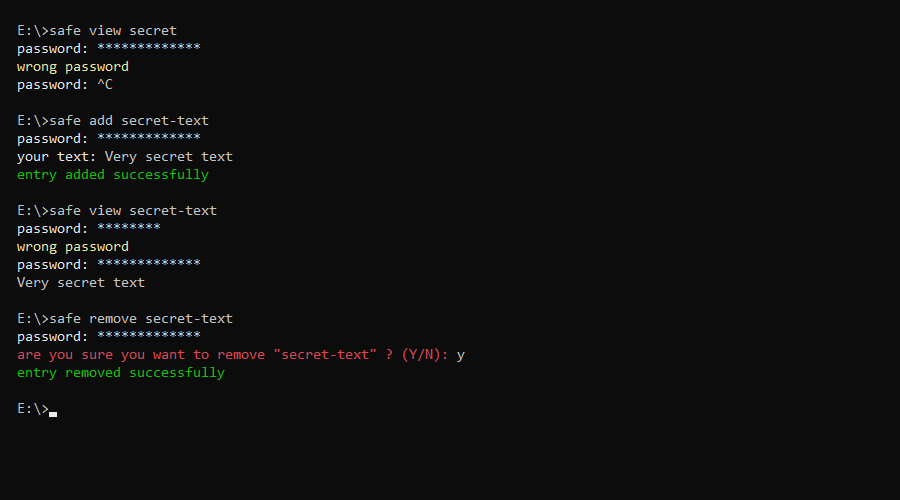 E:\>safe view secret
password: *************
wrong password
password: ^C
E:\>safe add secret-text
password: *************
your text: Very secret text
entry added successfully
E:\>safe view secret-text
password: ********
wrong password
password: *************
Very secret text
E:\>safe remove secret-text
password: *************
are you sure you want to remove "secret-text" ? (Y/N): y
entry removed successfully
E:\>